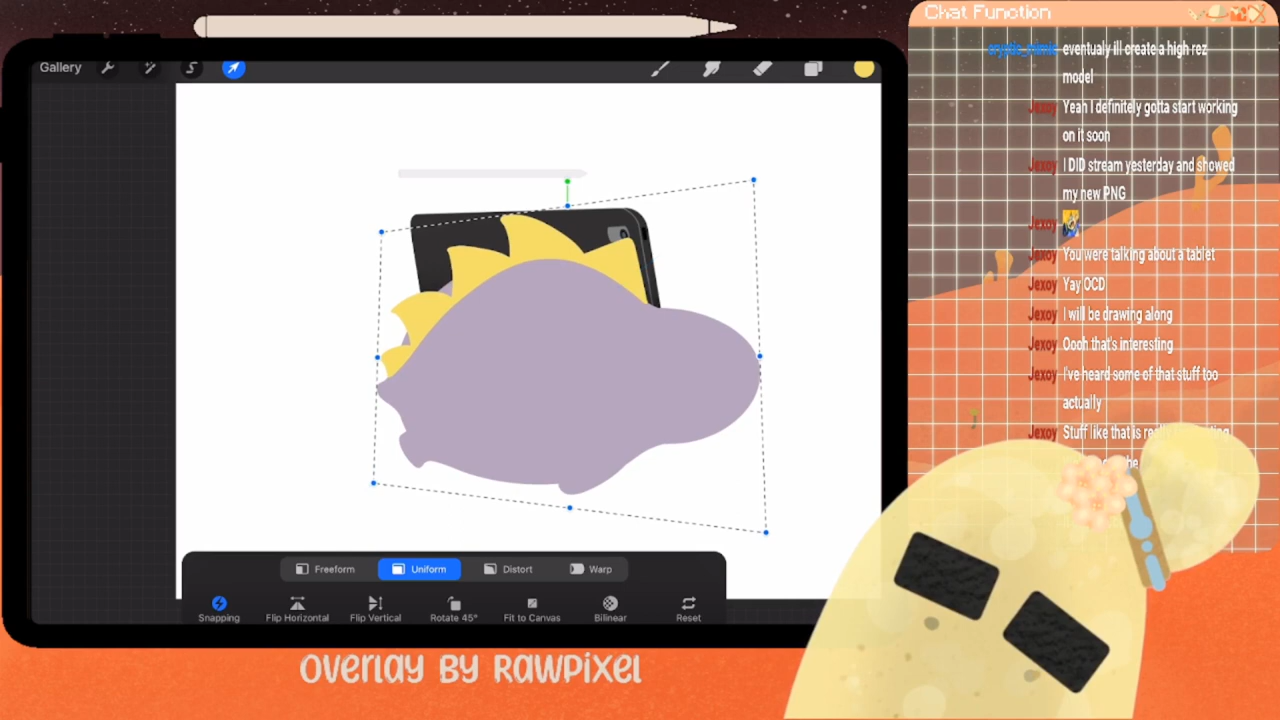 Gallery
Chat Function
cryptic_mimic eventualy ill create a high rez
model
Jexoy Yeah I definitely gotta start working
on it soon
Jexoy I DID stream yesterday and showed
my new PNG
Jexoy
Jexoy You were talking about a tablet
Jexoy Yay OCD
Jexoy I will be drawing along
Jexoy Oooh that's interesting
Jexoy I've heard some of that stuff too
actually
Jexoy Stuff like that is
Freeform Uniform Distort Warp
Snapping Flip Horizontal Flip Vertical Rotate 45° Fit to Canvas Bilinear Reset
OVERLAY BY RAWPIXEL